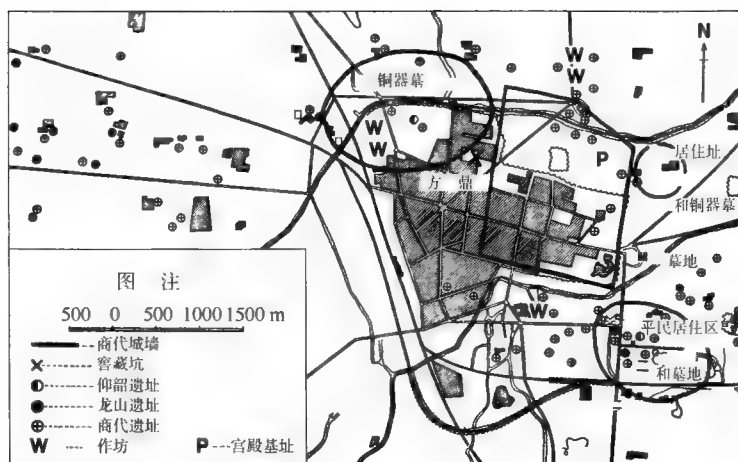 铜器墓
W
W
N
W
W
P
居住址
方鼎
和铜器墓
墓地
W
平民居住区
和墓地
图 注
500 0 500 1000 1500 m
商代城墙
窖藏坑
仰韶遗址
龙山遗址
商代遗址
W 作坊 P 宫殿基址